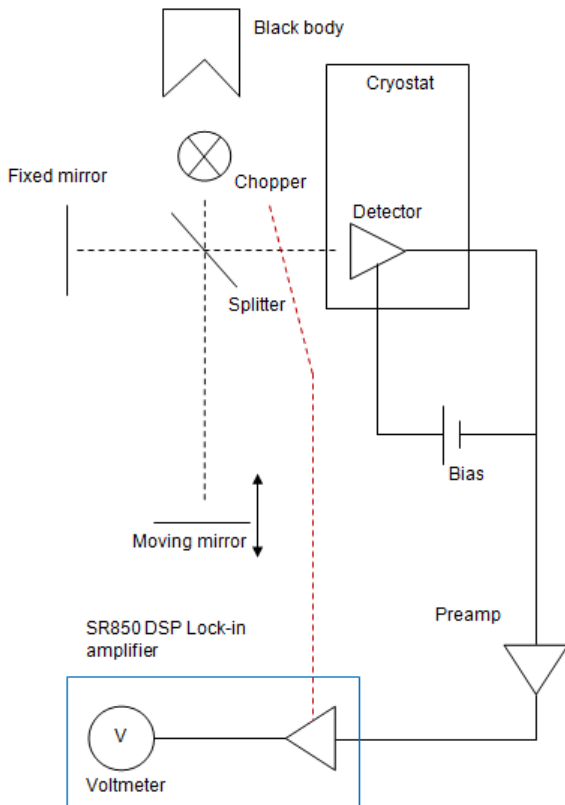 Black body
Cryostat
Fixed mirror
Chopper
Detector
Splitter
Bias
Moving mirror
Preamp
SR850 DSP Lock-in
amplifier
V
Voltmeter